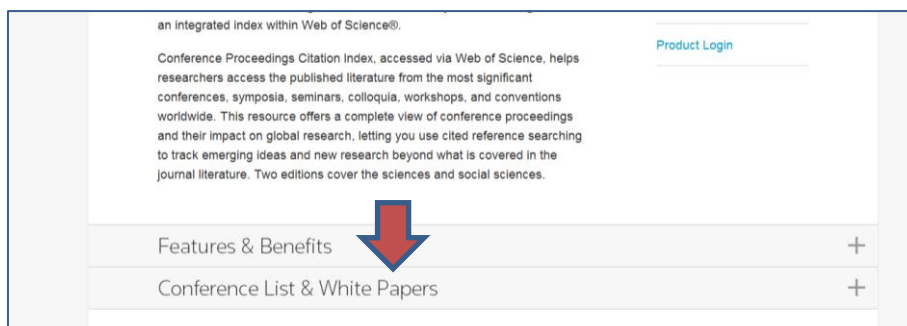 an integrated index within Web of Science®.
Product Login
Conference Proceedings Citation Index, accessed via Web of Science, helps
researchers access the published literature from the most significant
conferences, symposia, seminars, colloquia, workshops, and conventions
worldwide. This resource offers a complete view of conference proceedings
and their impact on global research, letting you use cited reference searching
to track emerging ideas and new research beyond what is covered in the
journal literature. Two editions cover the sciences and social sciences.
Features & Benefits
Conference List & White Papers